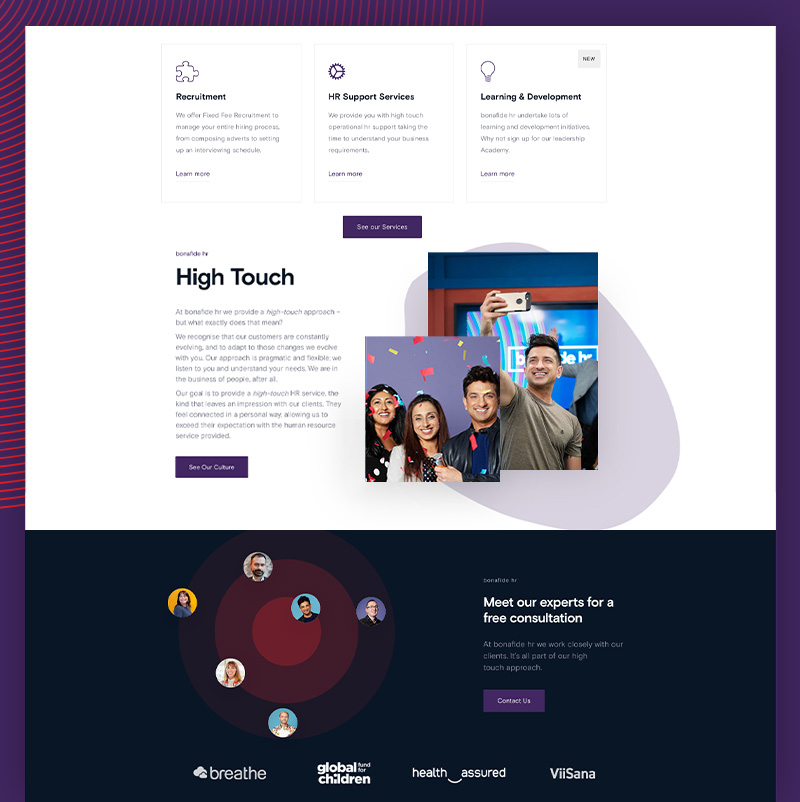 Recruitment
We offer Fixed Fee Recruitment to
manage your entire hiring process,
from composing adverts to setting
up an interviewing schedule.
Learn more
HR Support Services
We provide you with high touch
operational hr support taking the
time to understand your business
requirements.
Learn more
NEW
Learning & Development
bonafide hr undertake lots of
learning and development initiatives.
Why not sign up for our leadership
Academy.
Learn more
See our Services
bonafide hr
High Touch
At bonafide hr we provide a high-touch approach –
but what exactly does that mean?
We recognise that our customers are constantly
evolving, and to adapt to those changes we evolve
with you. Our approach is pragmatic and flexible; we
listen to you and understand your needs. We are in
the business of people, after all.
Our goal is to provide a high-touch HR service, the
kind that leaves an impression with our clients. They
feel connected in a personal way, allowing us to
exceed their expectation with the human resource
service provided.
See Our Culture
bonafide hr
Meet our experts for a
free consultation
At bonafide hr we work closely with our
clients. It's all part of our high
touch approach.
Contact Us
breathe
global fund for
children
health assured
ViiSana